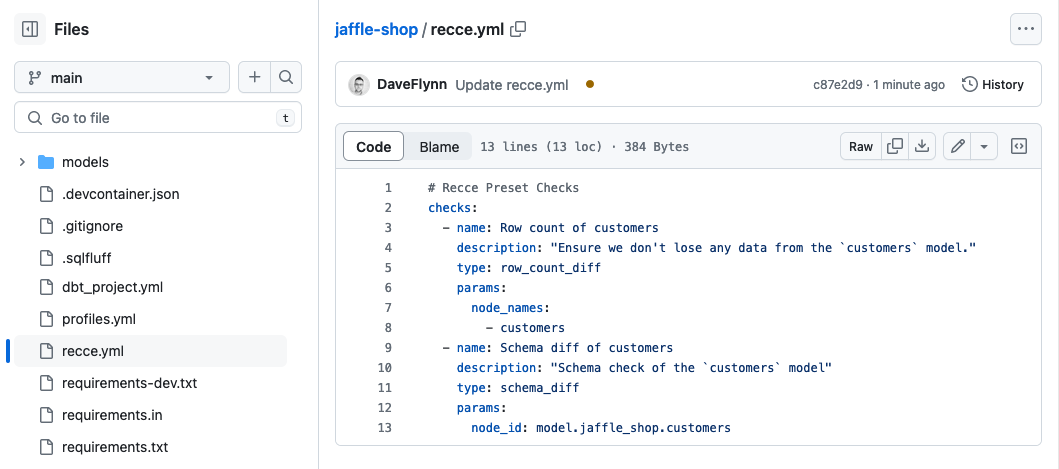 Files
main
Go to file
t
models
.devcontainer.json
.gitignore
.sqlfluff
dbt_project.yml
profiles.yml
recce.yml
requirements-dev.txt
requirements.in
requirements.txt
jaffle-shop / recce.yml
DaveFlynn Update recce.yml
c87e2d9 · 1 minute ago
History
Code
Blame
13 lines (13 loc) · 384 Bytes
Raw
1 # Recce Preset Checks
2 checks:
3   - name: Row count of customers
4     description: "Ensure we don't lose any data from the `customers` model."
5     type: row_count_diff
6     params:
7       node_names:
8         - customers
9   - name: Schema diff of customers
10     description: "Schema check of the `customers` model"
11     type: schema_diff
12     params:
13       node_id: model.jaffle_shop.customers